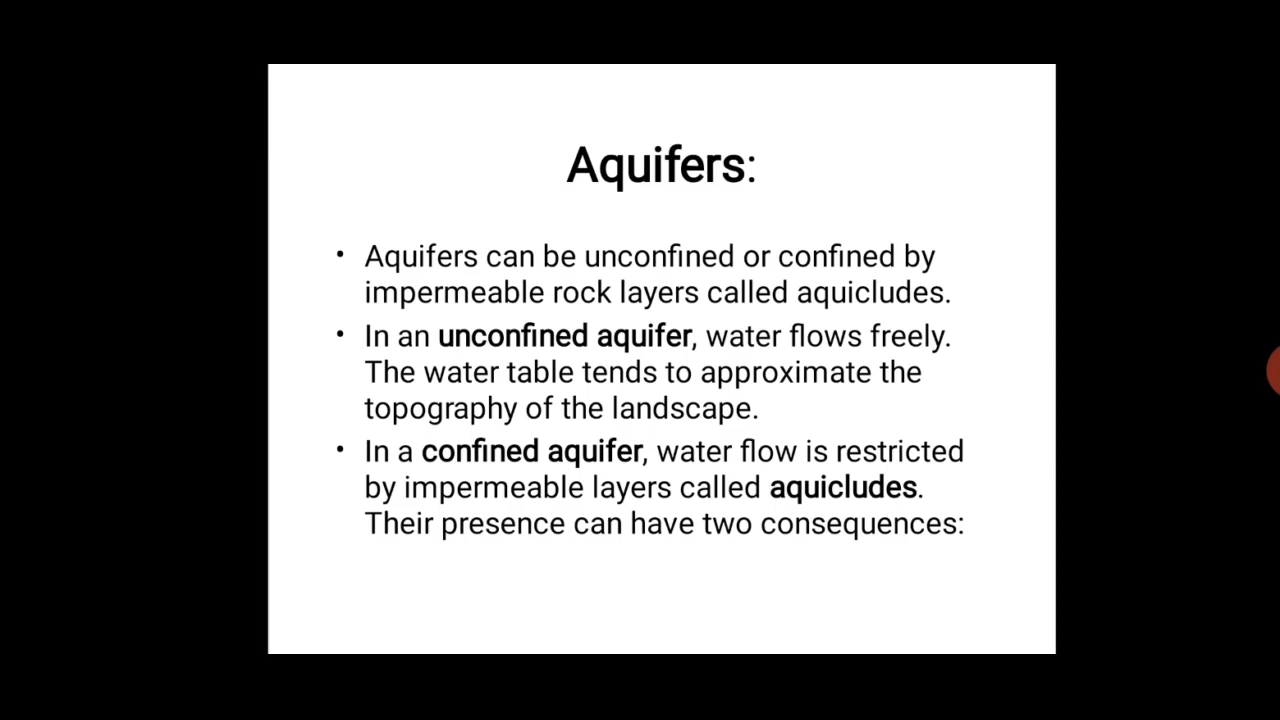 Aquifers:
• Aquifers can be unconfined or confined by
impermeable rock layers called aquicludes.
• In an unconfined aquifer, water flows freely.
The water table tends to approximate the
topography of the landscape.
• In a confined aquifer, water flow is restricted
by impermeable layers called aquicludes.
Their presence can have two consequences: